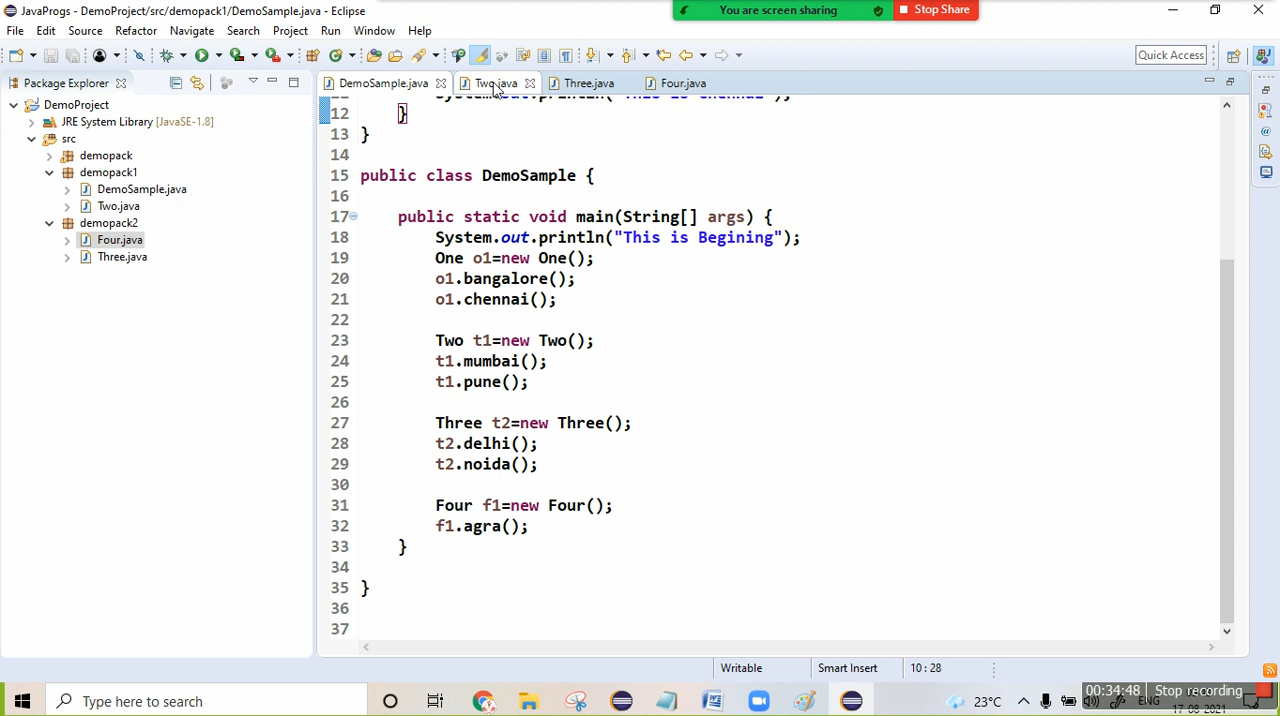 JavaProgs - DemoProject/src/demopack1/DemoSample.java - Eclipse
You are screen sharing
Stop Share
File Edit Source Refactor Navigate Search Project Run Window Help
Quick Access
Package Explorer
DemoSample.java
Two.java
Three.java
Four.java
DemoProject
JRE System Library [JavaSE-1.8]
src
demopack
demopack1
DemoSample.java
Two.java
demopack2
Four.java
Three.java
12 }
13 }
14
15 public class DemoSample {
16
17 public static void main(String[] args) {
18 System.out.println("This is Begining");
19 One o1=new One();
20 o1.bangalore();
21 o1.chennai();
22
23 Two t1=new Two();
24 t1.mumbai();
25 t1.pune();
26
27 Three t2=new Three();
28 t2.delhi();
29 t2.noida();
30
31 Four f1=new Four();
32 f1.agra();
33 }
34
35 }
36
37
Writable
Smart Insert
10 : 28
Type here to search
23°C
ENG
00:34:48 Stop recording
17-08-2021